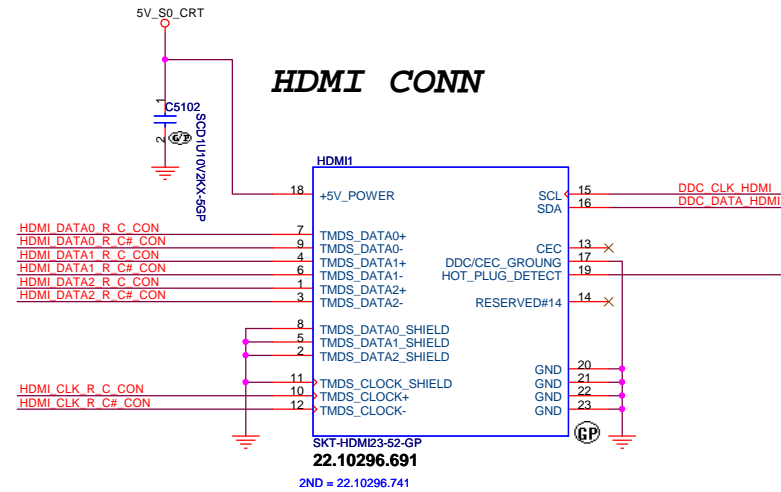 5V_S0_CRT
HDMI CONN
1
C5102
2
G/P
SCD1U10V2KX-5GP
HDMI1
18 +5V_POWER
SCL 15 DDC_CLK_HDMI
SDA 16 DDC_DATA_HDMI
HDMI_DATA0_R_C_CON 7 TMDS_DATA0+
HDMI_DATA0_R_C#_CON 9 TMDS_DATA0-
CEC 13
HDMI_DATA1_R_C_CON 4 TMDS_DATA1+
DDC/CEC_GROUNG 17
HDMI_DATA1_R_C#_CON 6 TMDS_DATA1-
HOT_PLUG_DETECT 19
HDMI_DATA2_R_C_CON 1 TMDS_DATA2+
HDMI_DATA2_R_C#_CON 3 TMDS_DATA2-
RESERVED#14 14
8 TMDS_DATA0_SHIELD
5 TMDS_DATA1_SHIELD
2 TMDS_DATA2_SHIELD
GND 20
11 TMDS_CLOCK_SHIELD
GND 21
HDMI_CLK_R_C_CON 10 TMDS_CLOCK+
GND 22
HDMI_CLK_R_C#_CON 12 TMDS_CLOCK-
GND 23
GP
SKT-HDMI23-52-GP
22.10296.691
2ND = 22.10296.741